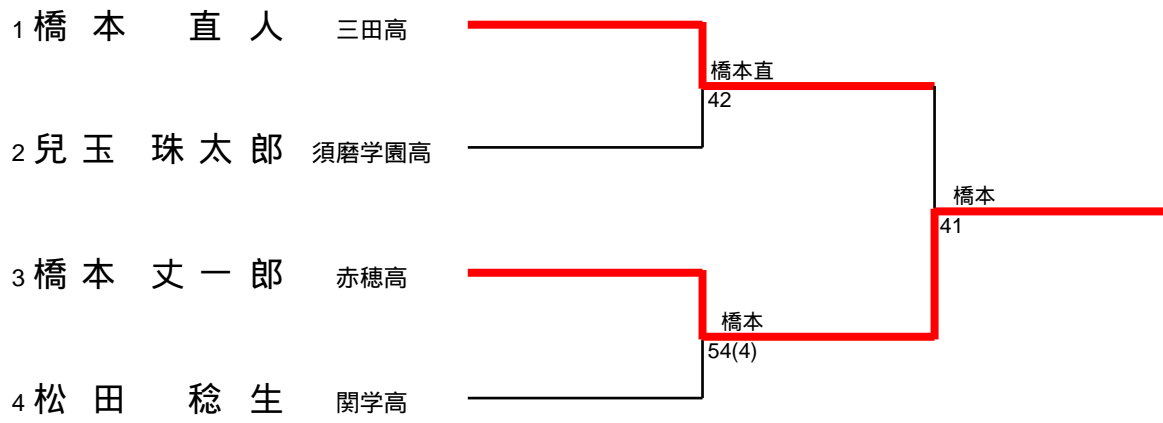 1 橋本 直人 三田高
橋本直
42
2 兒玉 珠太郎 須磨学園高
橋本
41
3 橋本 丈一郎 赤穂高
橋本
54(4)
4 松田 稔生 関学高